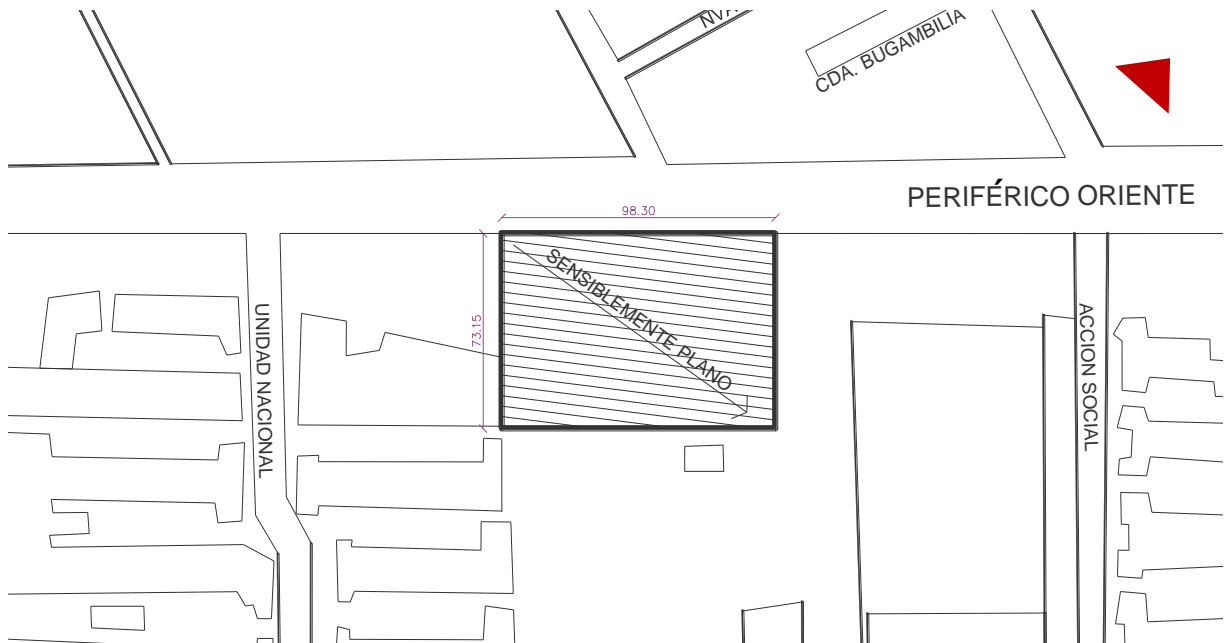 CDA. BUGAMBILIA
PERIFÉRICO ORIENTE
98.30
73.15
SENSIBLEMENTE PLANO
UNIDAD NACIONAL
ACCION SOCIAL